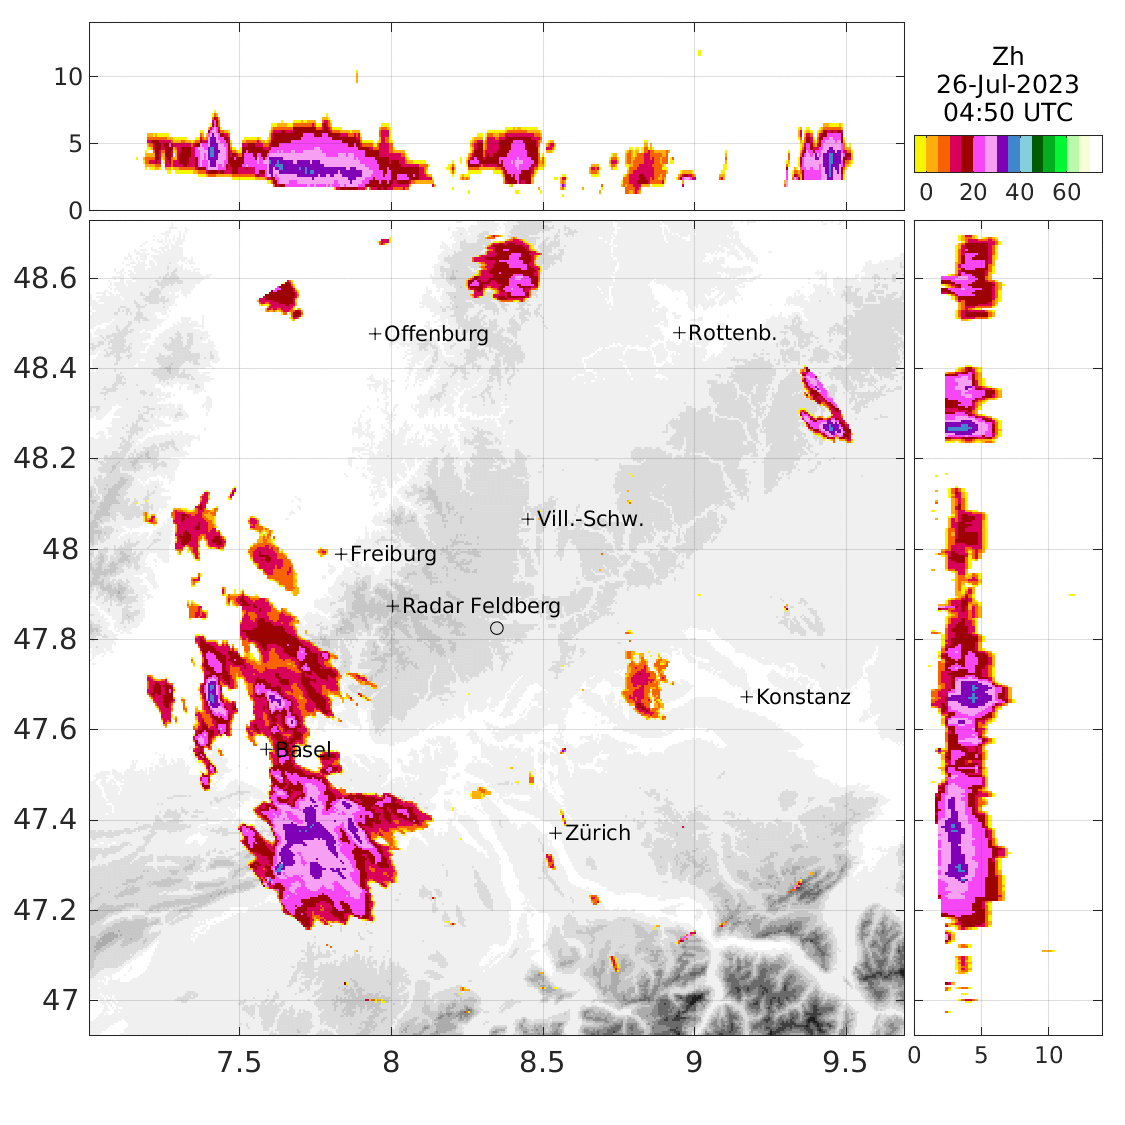 Zh
26-Jul-2023
04:50 UTC
0 20 40 60
10
5
0
48.6
48.4
48.2
48
47.8
47.6
47.4
47.2
47
Offenburg
Rottenb.
Vill.-Schw.
Freiburg
Radar Feldberg
Konstanz
Basel
Zürich
7.5 8 8.5 9 9.5
0 5 10